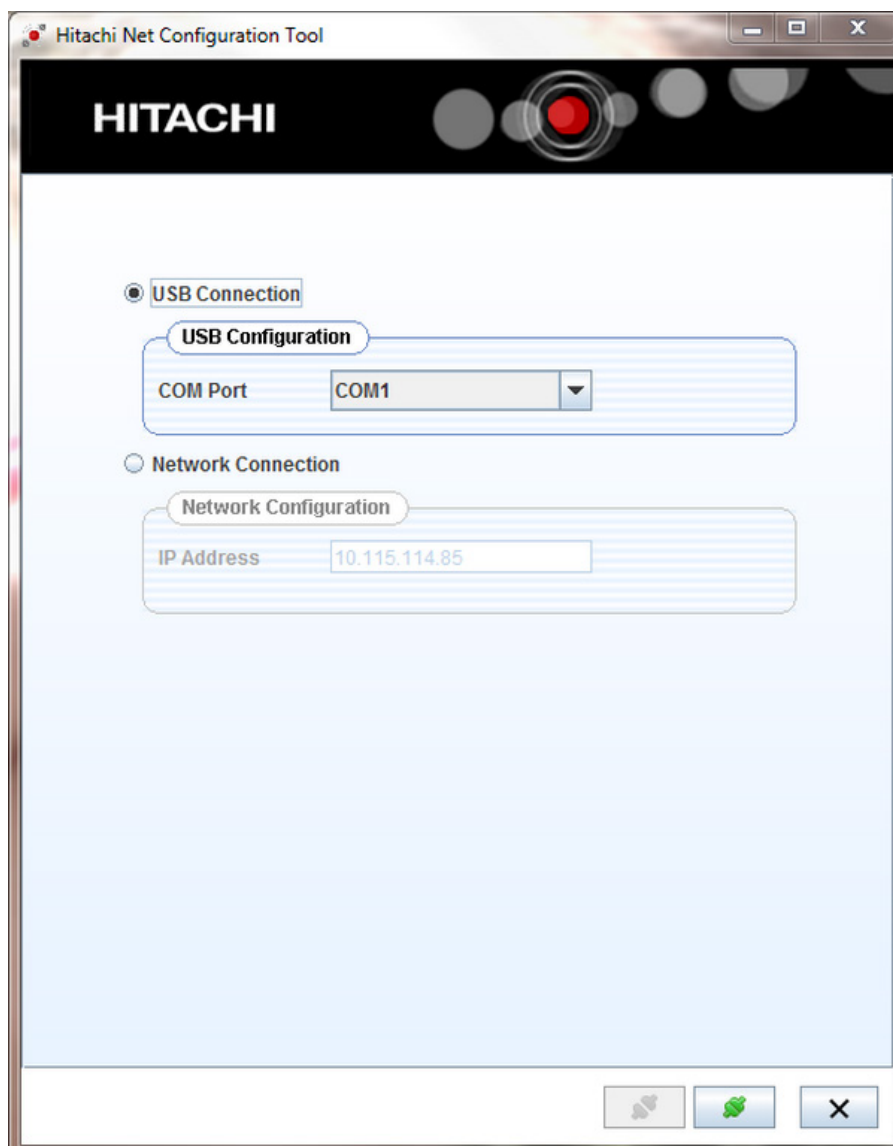 Hitachi Net Configuration Tool
HITACHI
USB Connection
USB Configuration
COM Port COM1
Network Connection
Network Configuration
IP Address 10.115.114.85